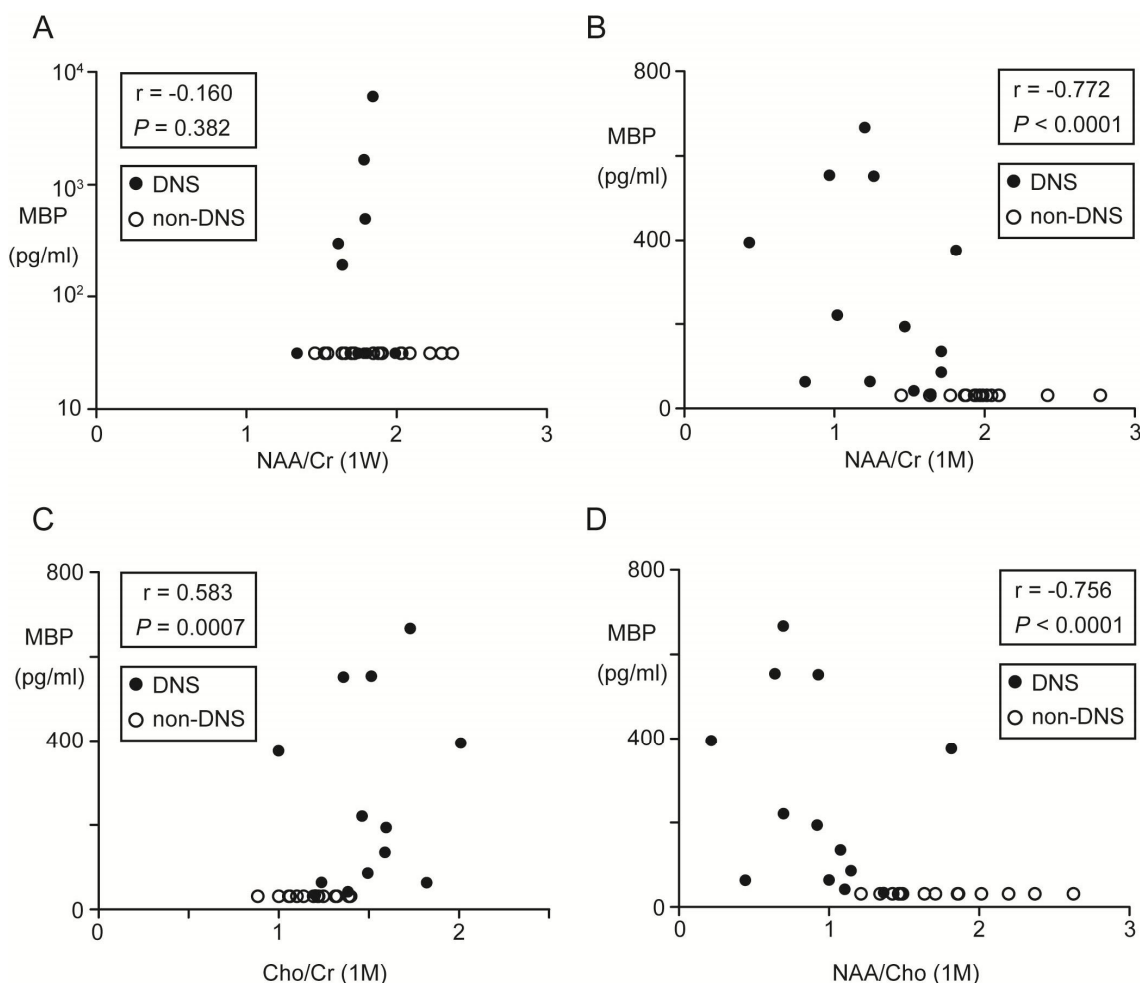 A
r = -0.160
P = 0.382
DNS
non-DNS
MBP
(pg/ml)
10⁴
10³
10²
10
0
1
2
3
NAA/Cr (1W)
B
r = -0.772
P < 0.0001
DNS
non-DNS
MBP
(pg/ml)
800
400
0
0
1
2
3
NAA/Cr (1M)
C
r = 0.583
P = 0.0007
DNS
non-DNS
MBP
(pg/ml)
800
400
0
0
1
2
Cho/Cr (1M)
D
r = -0.756
P < 0.0001
DNS
non-DNS
MBP
(pg/ml)
800
400
0
0
1
2
3
NAA/Cho (1M)